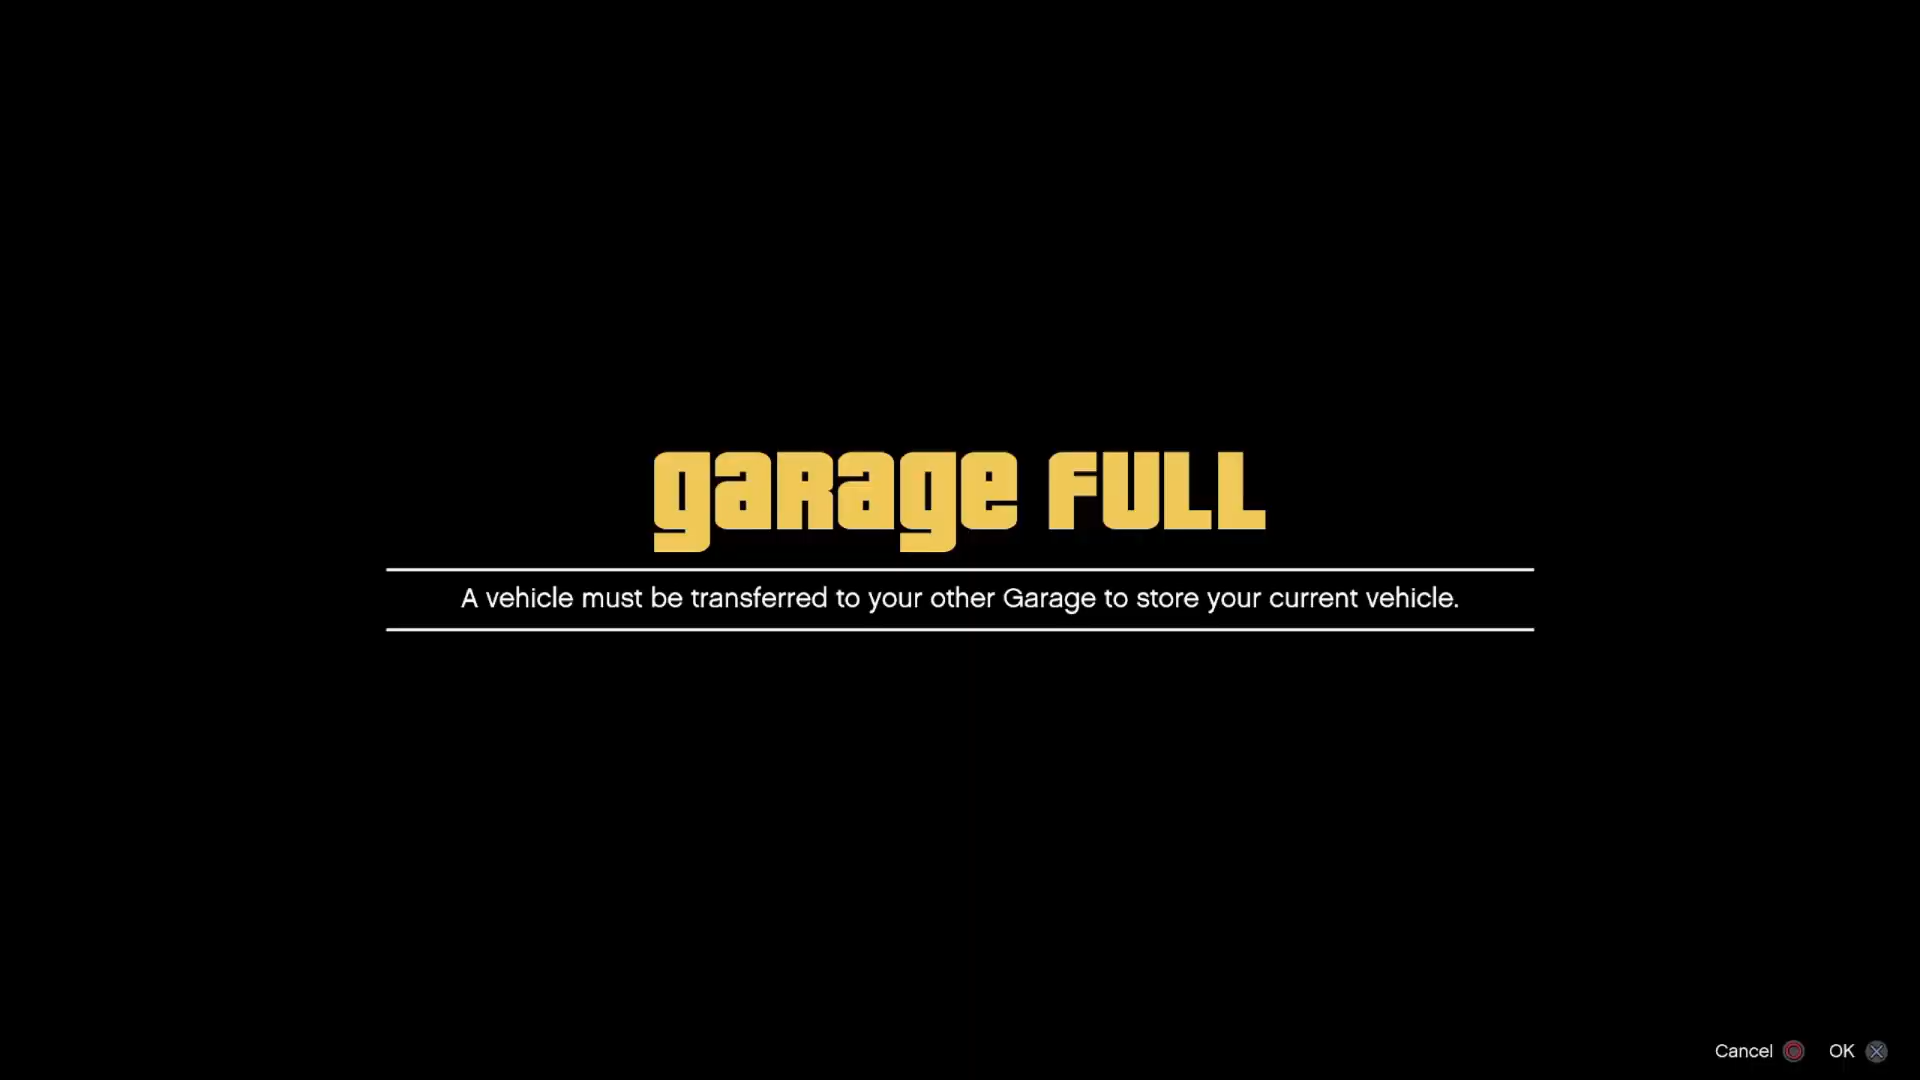 gaRage FULL
A vehicle must be transferred to your other Garage to store your current vehicle.
Cancel OK